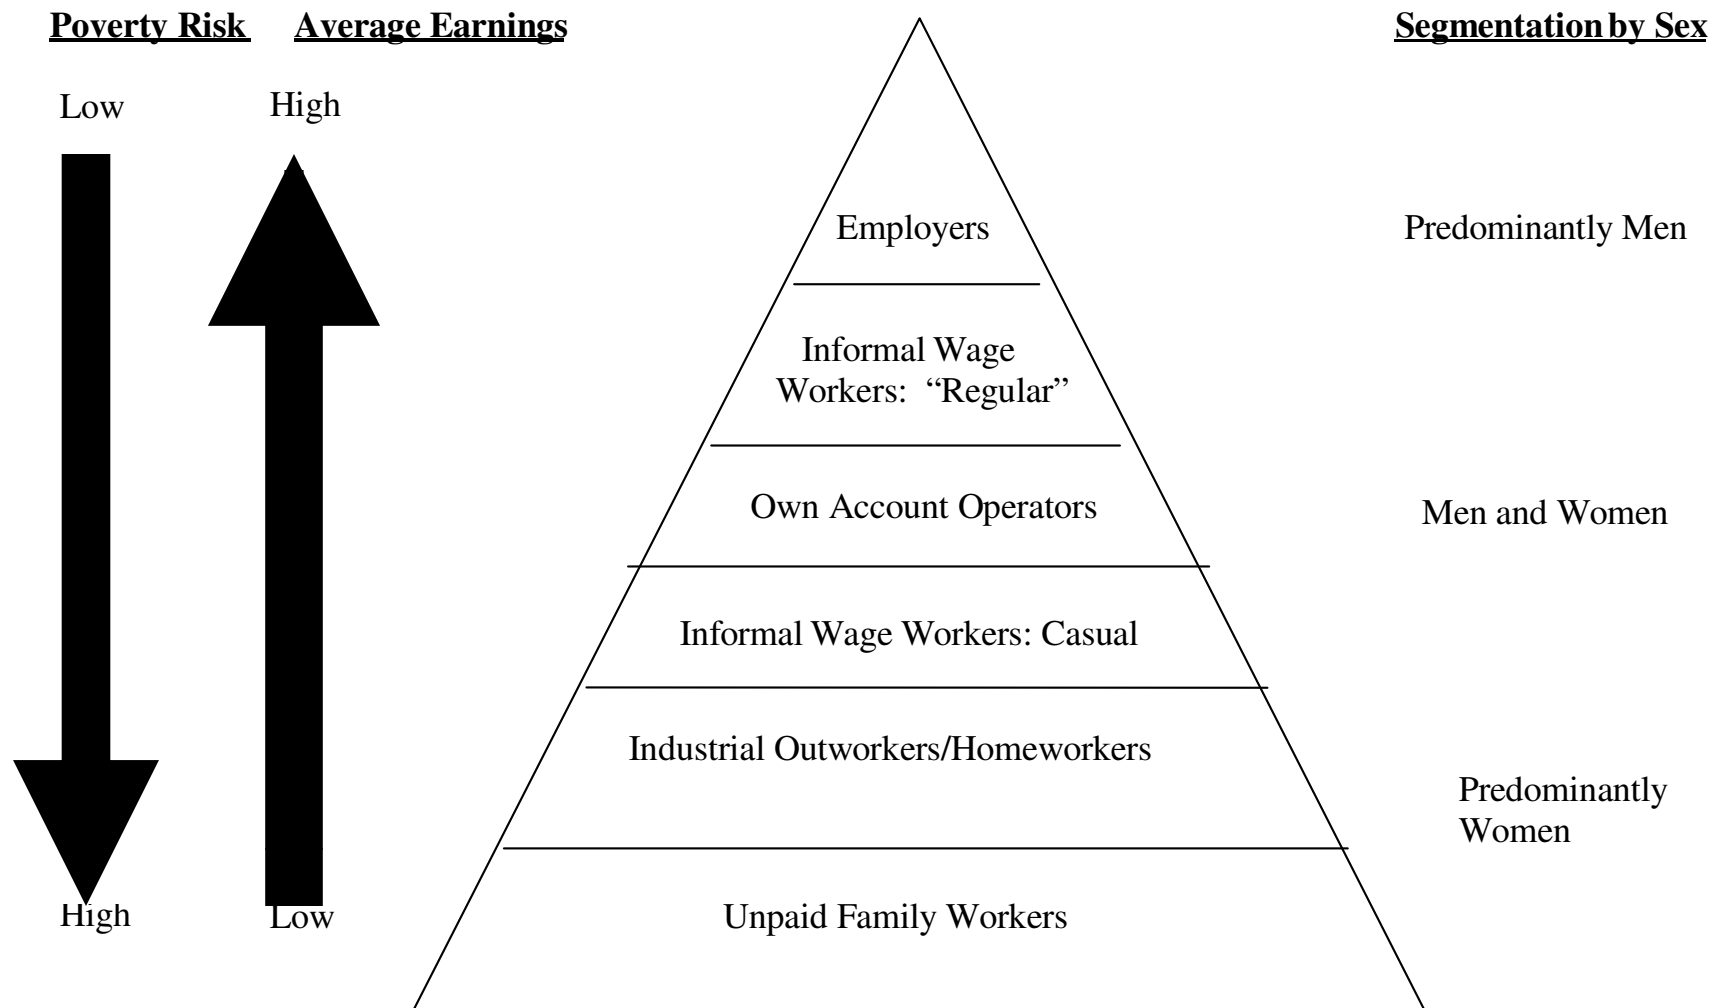 Poverty Risk Average Earnings Segmentation by Sex
Low High
Employers Predominantly Men
Informal Wage
Workers: “Regular”
Own Account Operators Men and Women
Informal Wage Workers: Casual
Industrial Outworkers/Homeworkers
Predominantly
Women
High Low Unpaid Family Workers